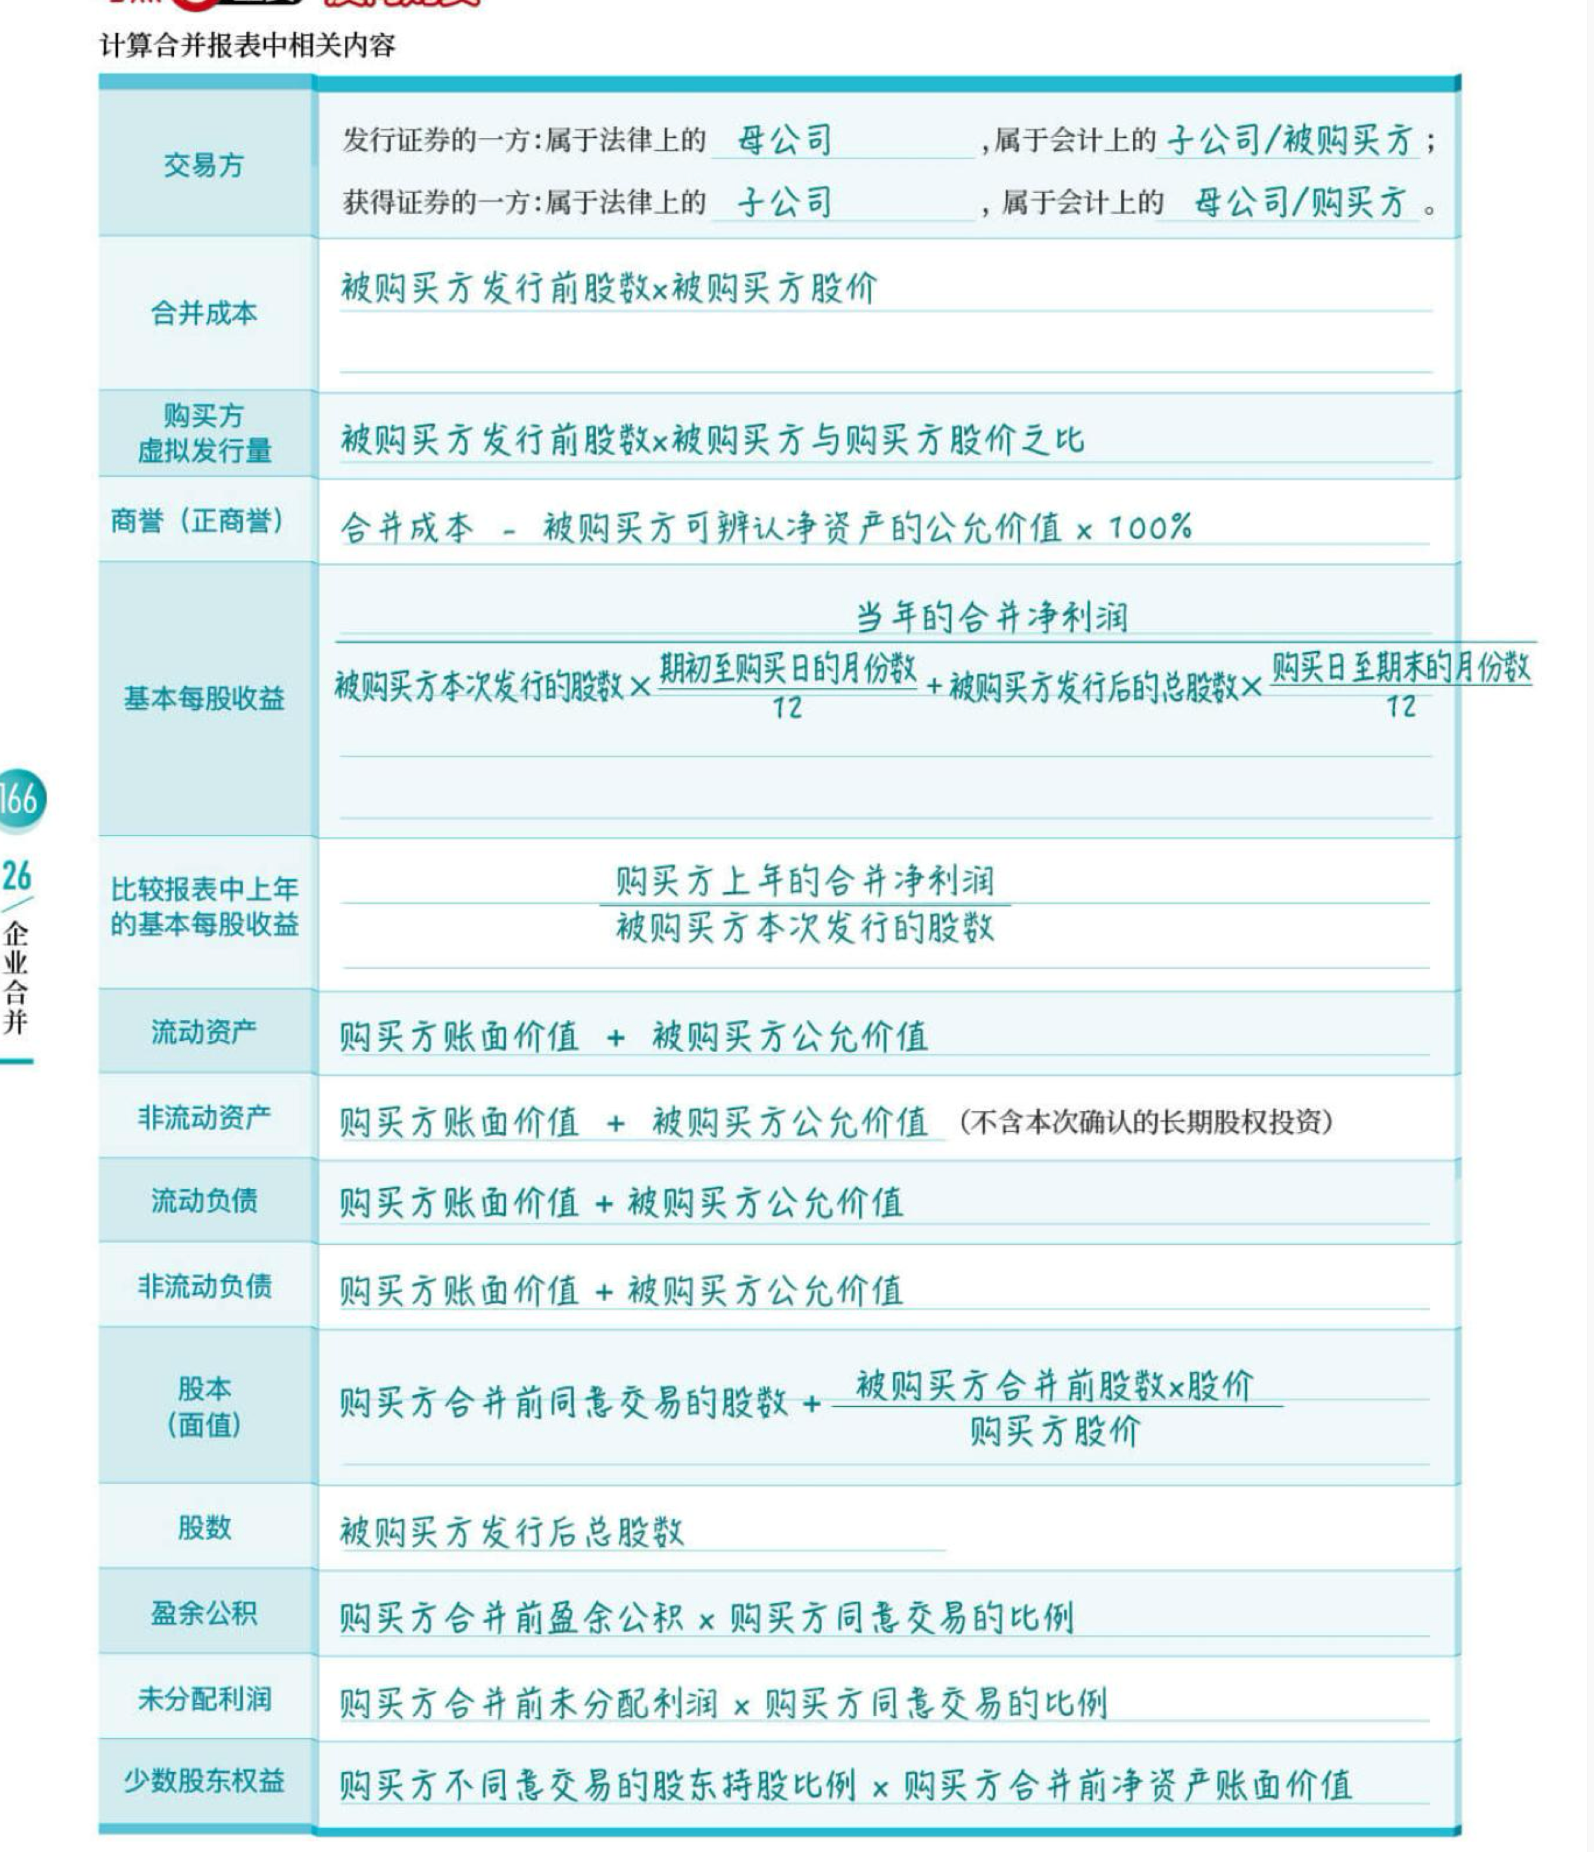 计算合并报表中相关内容
交易方
发行证券的一方:属于法律上的 母公司 ,属于会计上的 子公司/被购买方;
获得证券的一方:属于法律上的 子公司 ,属于会计上的 母公司/购买方。
合并成本
被购买方发行前股数x被购买方股价
购买方
虚拟发行量
被购买方发行前股数x被购买方与购买方股价之比
商誉(正商誉)
合并成本 - 被购买方可辨认净资产的公允价值 x 100%
基本每股收益
当年的合并净利润
被购买方本次发行的股数× 期初至购买日的月份数/12 + 被购买方发行后的总股数× 购买日至期末的月份数/12
比较报表中上年
的基本每股收益
购买方上年的合并净利润
被购买方本次发行的股数
流动资产
购买方账面价值 + 被购买方公允价值
非流动资产
购买方账面价值 + 被购买方公允价值 (不含本次确认的长期股权投资)
流动负债
购买方账面价值 + 被购买方公允价值
非流动负债
购买方账面价值 + 被购买方公允价值
股本
(面值)
购买方合并前同意交易的股数 + 被购买方合并前股数x股价
购买方股价
股数
被购买方发行后总股数
盈余公积
购买方合并前盈余公积 x 购买方同意交易的比例
未分配利润
购买方合并前未分配利润 x 购买方同意交易的比例
少数股东权益
购买方不同意交易的股东持股比例 x 购买方合并前净资产账面价值
166
26
企业合并